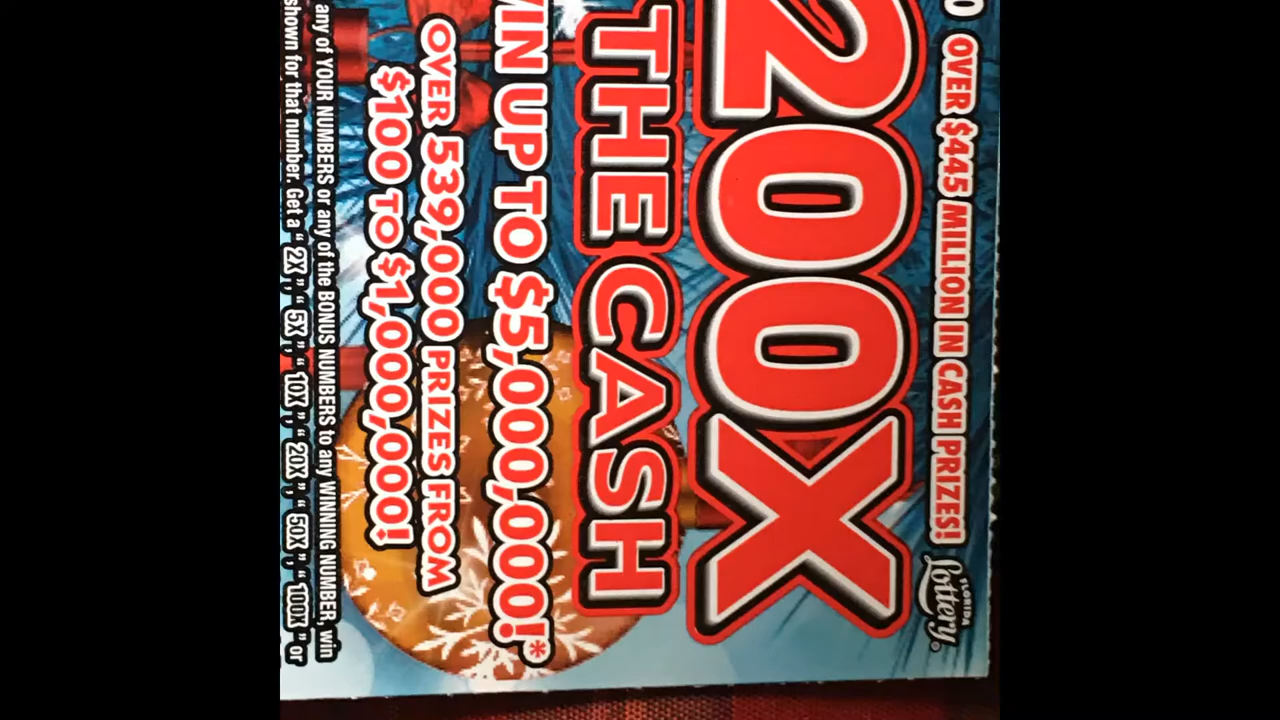 OVER $445 MILLION IN CASH PRIZES!
FLORIDA
Lottery®
200X
THE CASH
UP TO $5,000,000!*
OVER 539,000 PRIZES FROM
$100 TO $1,000,000!
any of YOUR NUMBERS or any of the BONUS NUMBERS to any WINNING NUMBER, win
shown for that number. Get a "2X", "5X", "10X", "20X", "50X", "100X" or